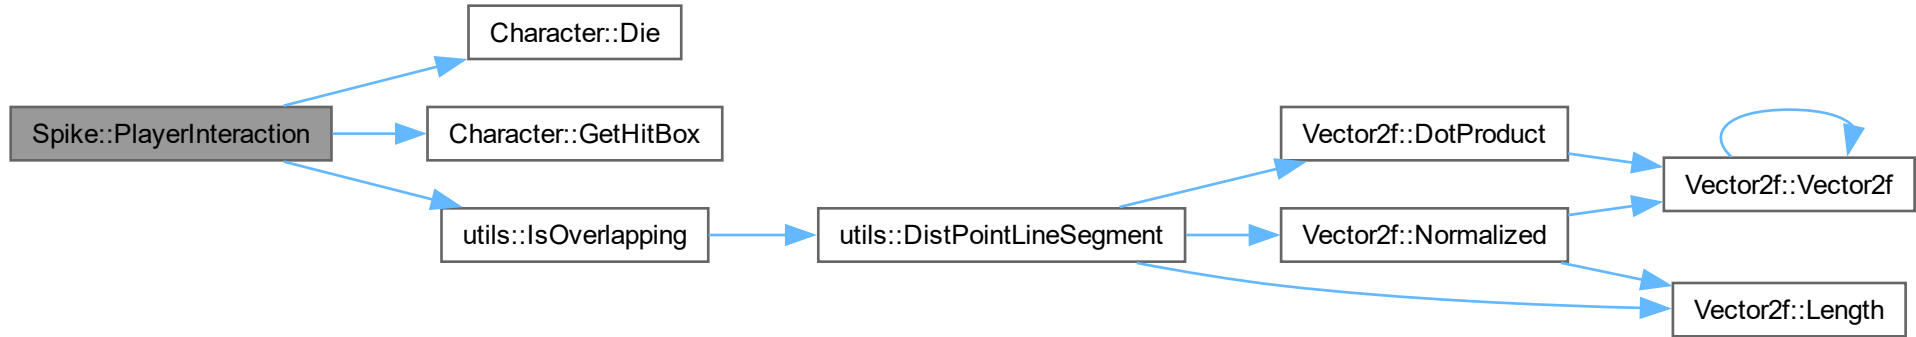 Character::Die
Spike::PlayerInteraction
Character::GetHitBox
utils::IsOverlapping
utils::DistPointLineSegment
Vector2f::DotProduct
Vector2f::Normalized
Vector2f::Vector2f
Vector2f::Length